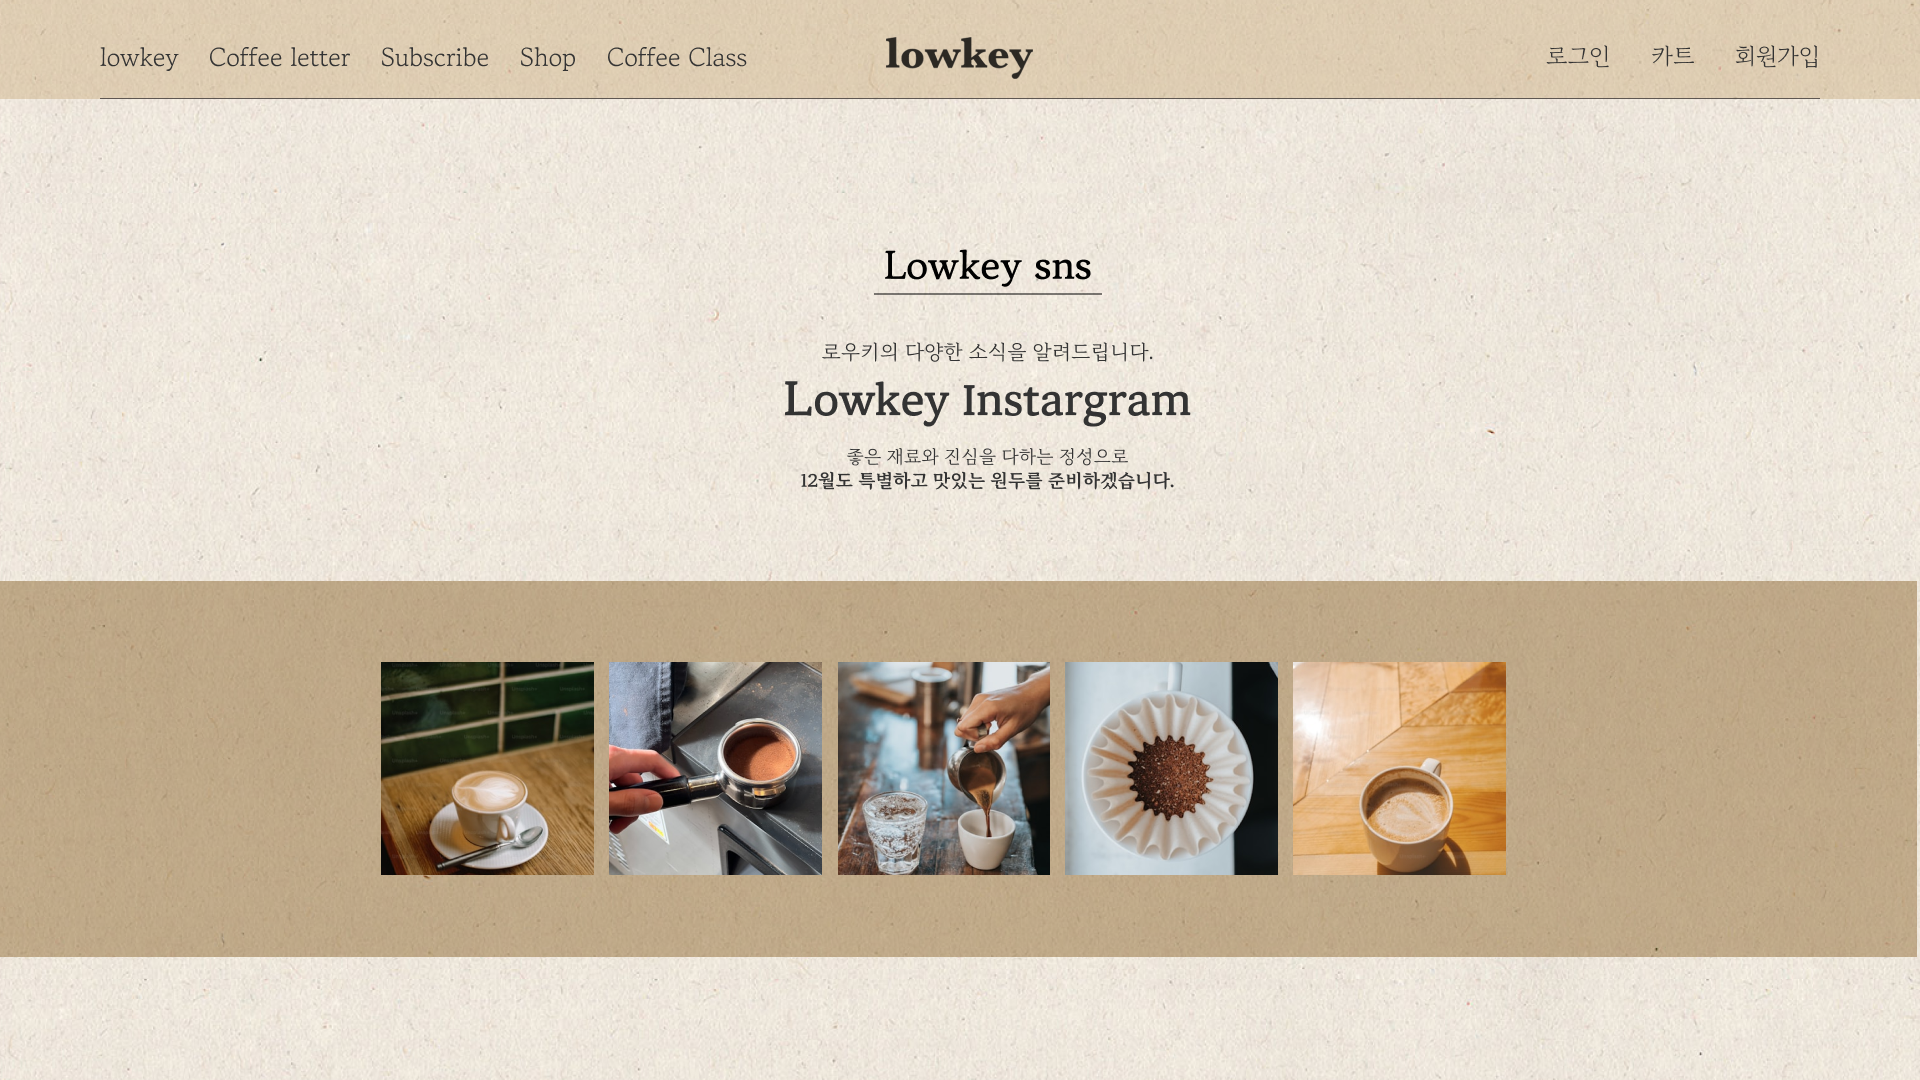 lowkey Coffee letter Subscribe Shop Coffee Class lowkey 로그인 카트 회원가입
Lowkey sns
로우키의 다양한 소식을 알려드립니다.
Lowkey Instargram
좋은 재료와 진심을 다하는 정성으로
12월도 특별하고 맛있는 원두를 준비하겠습니다.